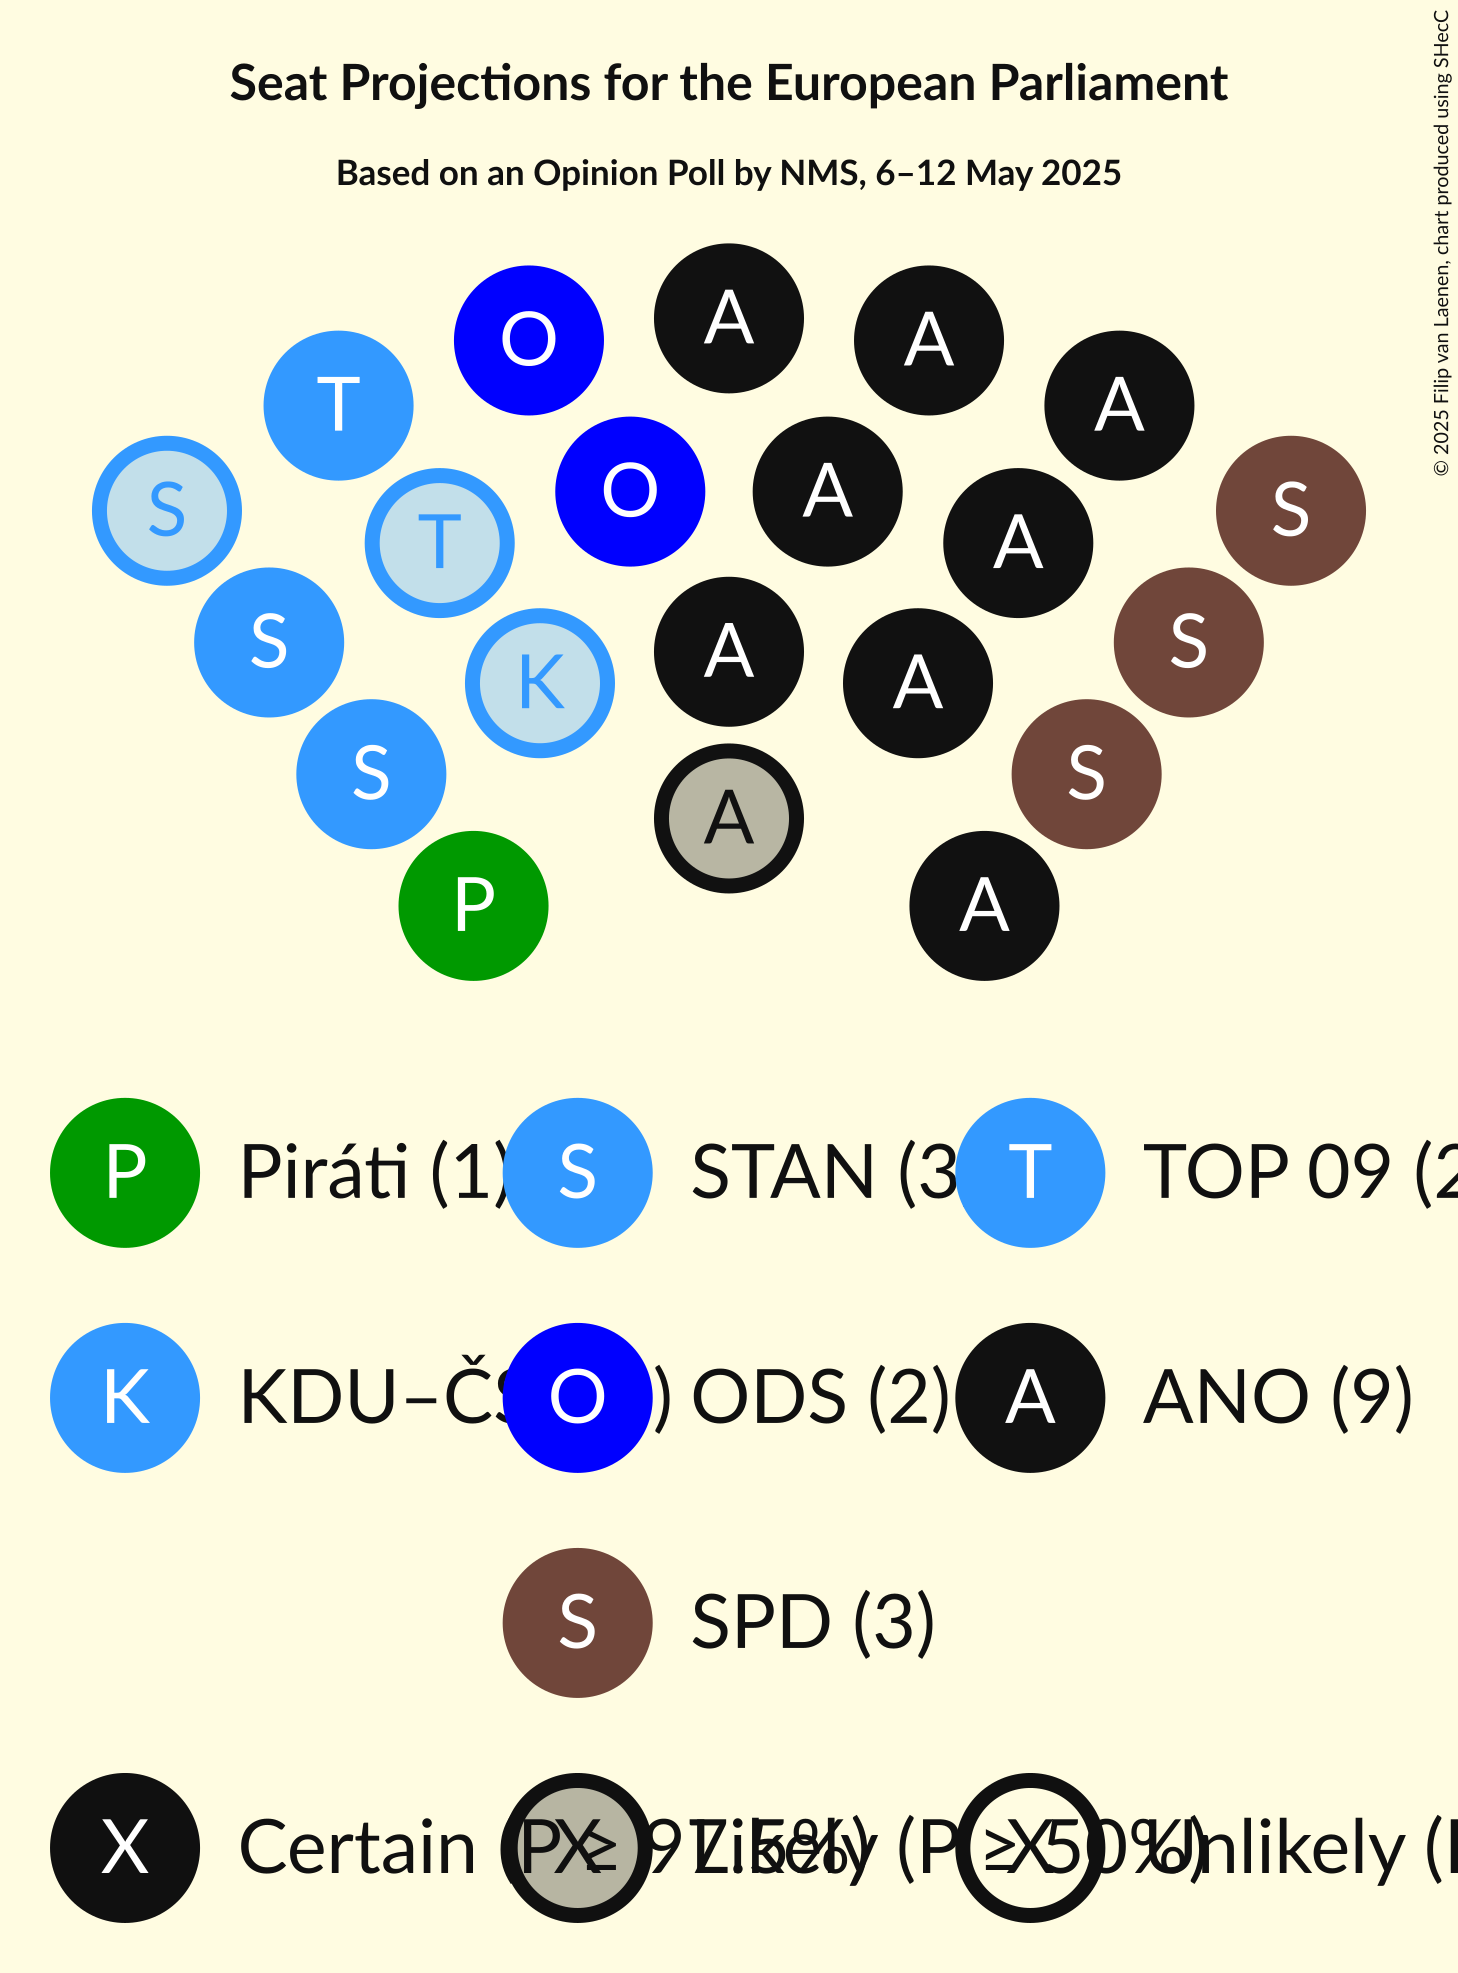 Seat Projections for the European Parliament
Based on an Opinion Poll by NMS, 6–12 May 2025
© 2025 Filip van Laenen, chart produced using SHecC
A
O A
T A
S T O A A S
S K A A S
S A S
P A
P Piráti (1) S STAN (3 T TOP 09 (2
K O ODS (2) A ANO (9)
S SPD (3)
X Certain (P ≥ 97.5%) X Likely (P ≥ 50%) X Unlikely